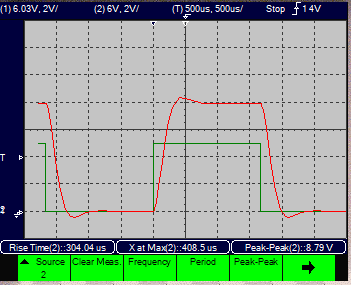 (1) 6.03V, 2V/ (2) 6V, 2V/ (T) 500us, 500us/ Stop 1.4V
T
Rise Time(2)::304.04 us X at Max(2)::408.5 us Peak-Peak(2)::8.79 V
Source 2 Clear Meas. Frequency Period Peak-Peak